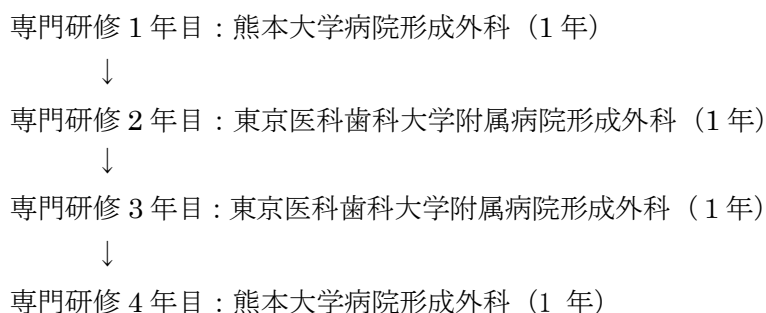 専門研修 1 年目：熊本大学病院形成外科（1 年）
↓
専門研修 2 年目：東京医科歯科大学附属病院形成外科（1 年）
↓
専門研修 3 年目：東京医科歯科大学附属病院形成外科（ 1 年）
↓
専門研修 4 年目：熊本大学病院形成外科（1 年）